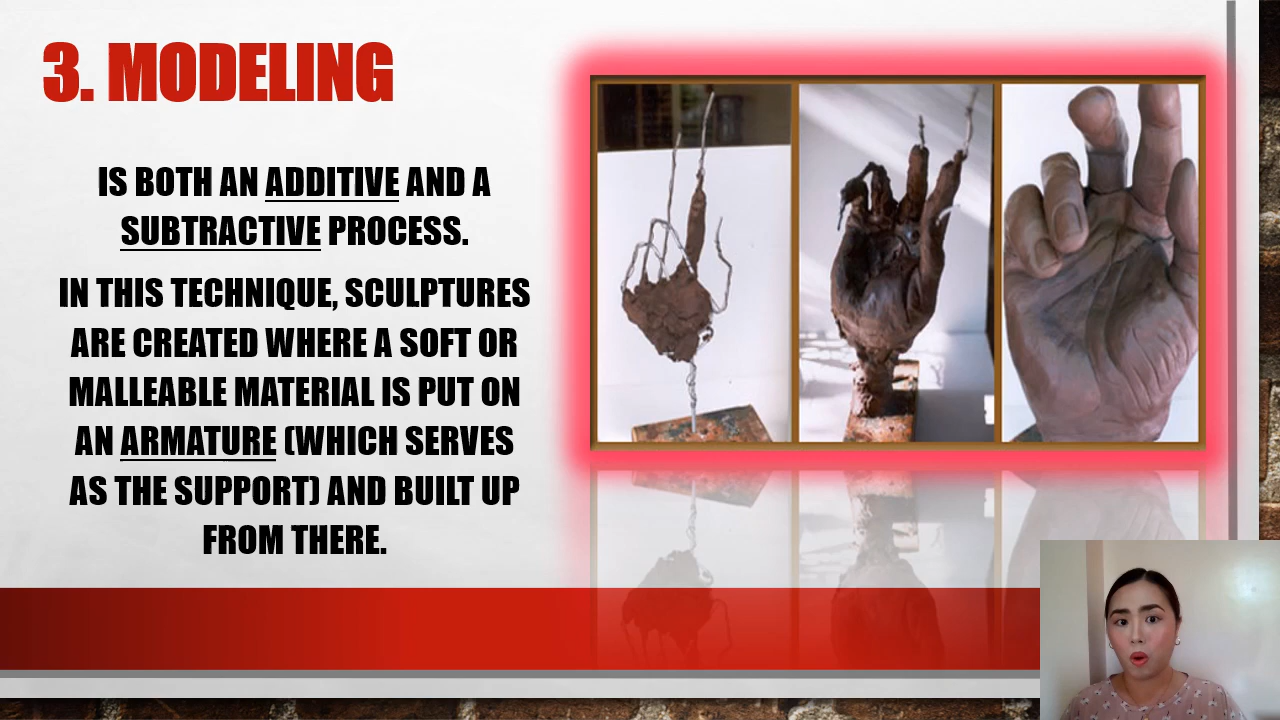 3. MODELING
IS BOTH AN ADDITIVE AND A
SUBTRACTIVE PROCESS.
IN THIS TECHNIQUE, SCULPTURES
ARE CREATED WHERE A SOFT OR
MALLEABLE MATERIAL IS PUT ON
AN ARMATURE (WHICH SERVES
AS THE SUPPORT) AND BUILT UP
FROM THERE.